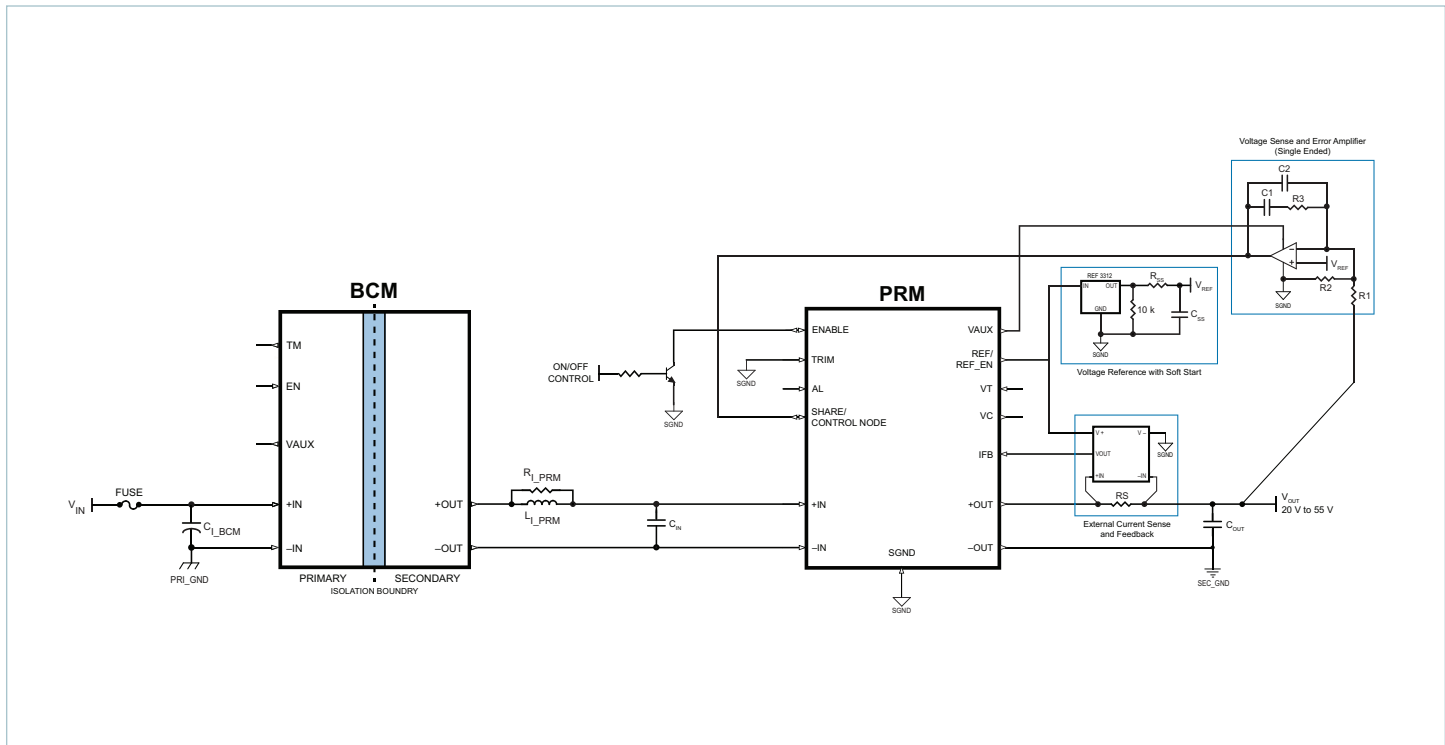 Voltage Sense and Error Amplifier
(Single Ended)
C2
C1
R3
–
+
V_REF
R2
SGND
R1
BCM
PRM
REF 3312
IN
OUT
GND
R_SS
V_REF
10 k
C_SS
SGND
Voltage Reference with Soft Start
TM
EN
VAUX
+IN
–IN
+OUT
–OUT
PRIMARY
SECONDARY
ISOLATION BOUNDRY
V_IN
FUSE
C_I_BCM
PRI_GND
R_I_PRM
L_I_PRM
C_IN
ON/OFF
CONTROL
SGND
SGND
ENABLE
TRIM
AL
SHARE/
CONTROL NODE
+IN
–IN
VAUX
REF/
REF_EN
VT
VC
IFB
+OUT
–OUT
SGND
SGND
V +
V –
VOUT
+IN
–IN
SGND
RS
External Current Sense
and Feedback
C_OUT
V_OUT
20 V to 55 V
SEC_GND